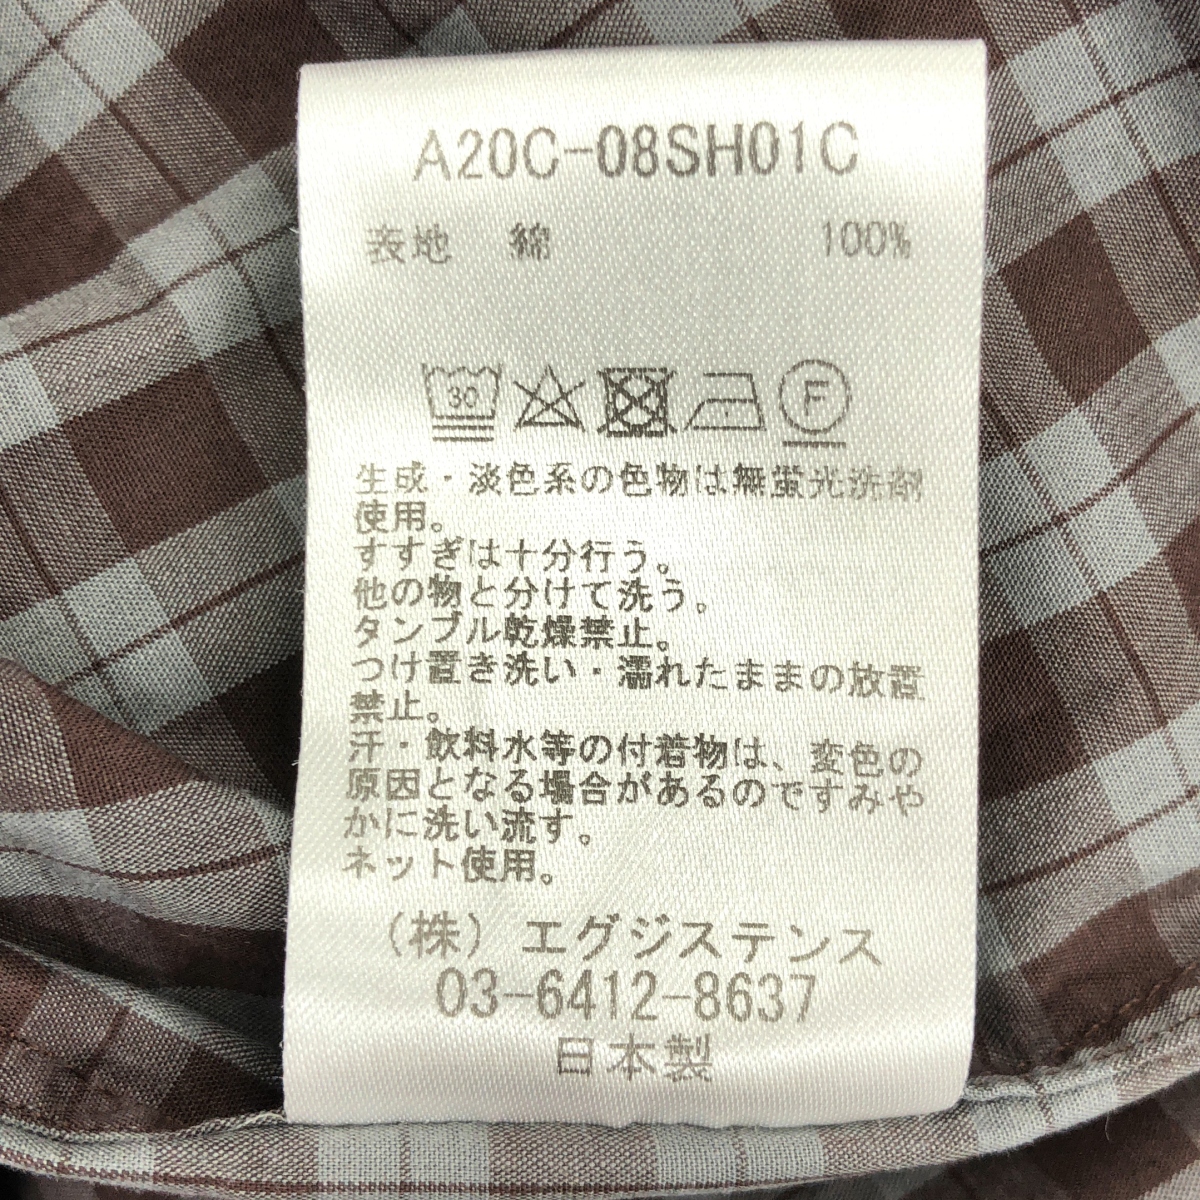 A20C-08SH01C
表地 綿 100%
30 F
生成・淡色系の色物は無蛍光洗剤
使用。
すすぎは十分行う。
他の物と分けて洗う。
タンブル乾燥禁止。
つけ置き洗い・濡れたままの放置
禁止。
汗・飲料水等の付着物は、変色の
原因となる場合があるのですみや
かに洗い流す。
ネット使用。
（株）エグジステンス
03-6412-8637
日本製